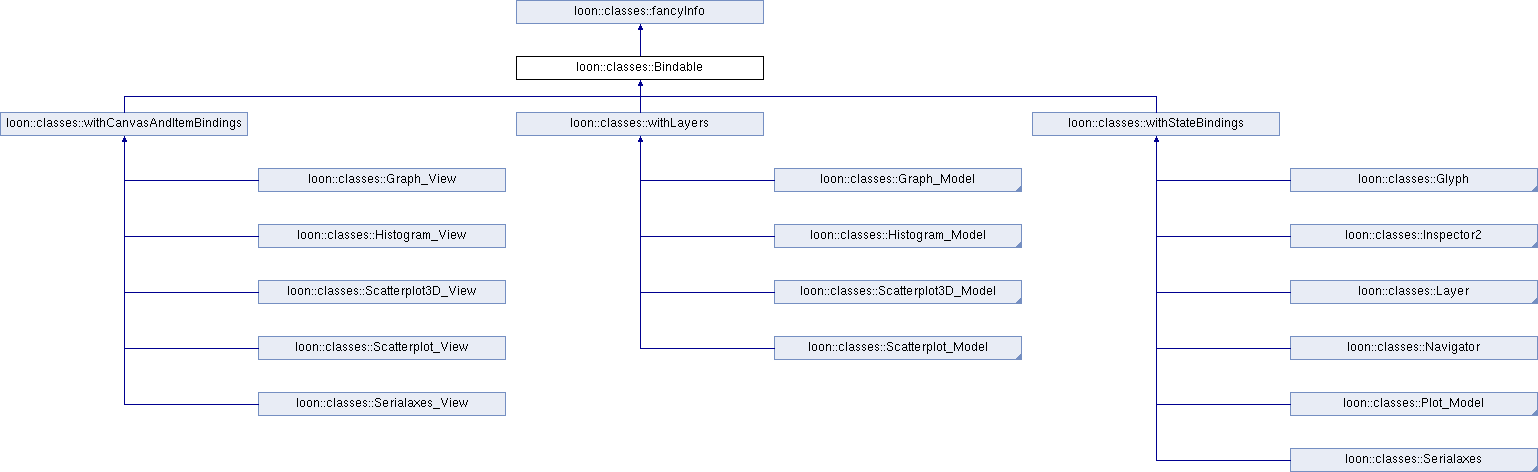 loon::classes::fancyInfo
loon::classes::Bindable
loon::classes::withCanvasAndItemBindings
loon::classes::withLayers
loon::classes::withStateBindings
loon::classes::Graph_View
loon::classes::Graph_Model
loon::classes::Glyph
loon::classes::Histogram_View
loon::classes::Histogram_Model
loon::classes::Inspector2
loon::classes::Scatterplot3D_View
loon::classes::Scatterplot3D_Model
loon::classes::Layer
loon::classes::Scatterplot_View
loon::classes::Scatterplot_Model
loon::classes::Navigator
loon::classes::Serialaxes_View
loon::classes::Plot_Model
loon::classes::Serialaxes